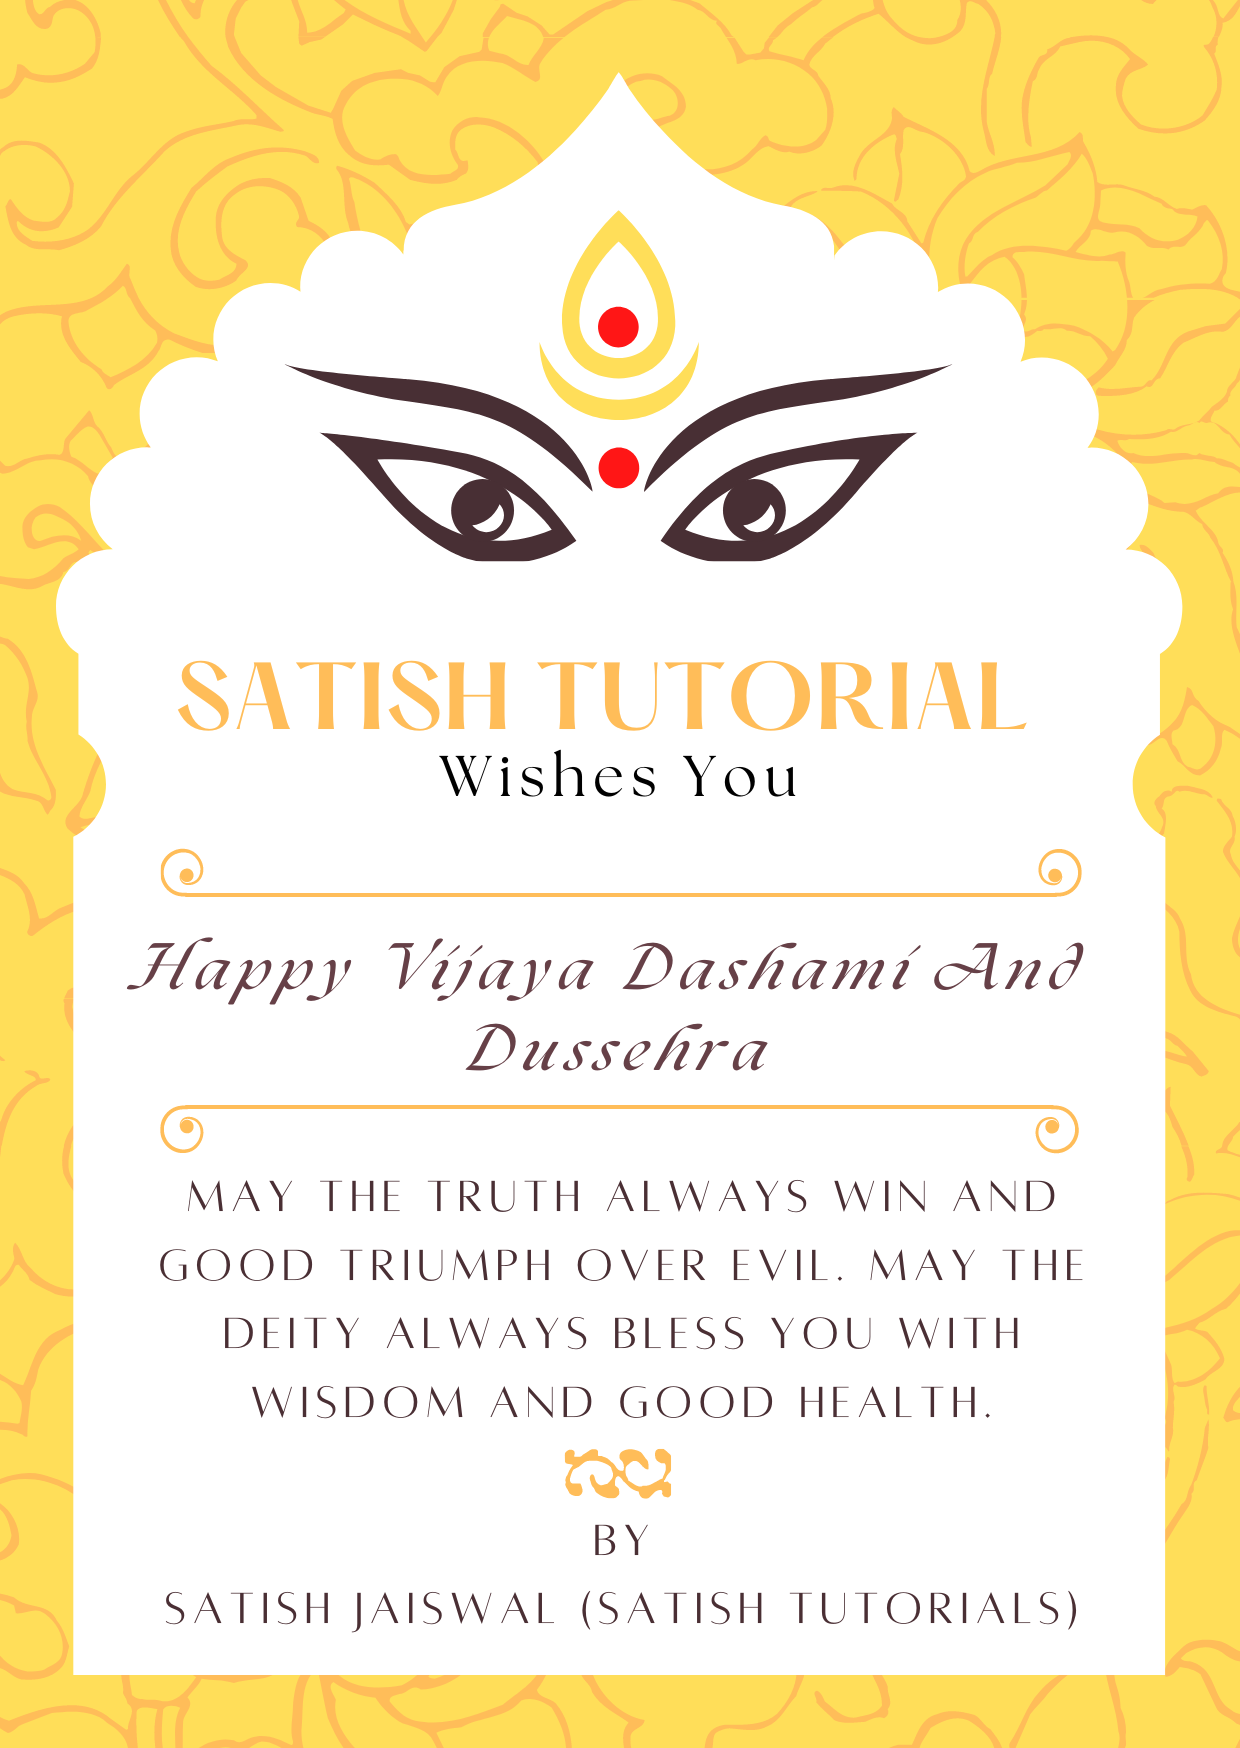 SATISH TUTORIAL
Wishes You
Happy Vijaya Dashami And
Dussehra
MAY THE TRUTH ALWAYS WIN AND
GOOD TRIUMPH OVER EVIL. MAY THE
DEITY ALWAYS BLESS YOU WITH
WISDOM AND GOOD HEALTH.
BY
SATISH JAISWAL (SATISH TUTORIALS)